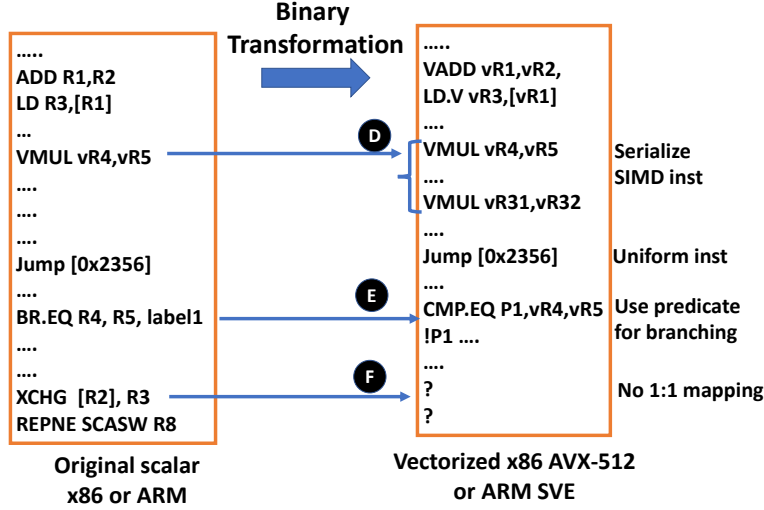 Binary
Transformation
.....
ADD R1,R2
LD R3,[R1]
...
VMUL vR4,vR5
....
....
....
Jump [0x2356]
....
BR.EQ R4, R5, label1
....
....
XCHG [R2], R3
REPNE SCASW R8
Original scalar
x86 or ARM
D
E
F
.....
VADD vR1,vR2,
LD.V vR3,[vR1]
....
VMUL vR4,vR5
....
VMUL vR31,vR32
....
Jump [0x2356]
....
CMP.EQ P1,vR4,vR5
!P1 ....
....
?
?
Vectorized x86 AVX-512
or ARM SVE
Serialize
SIMD inst
Uniform inst
Use predicate
for branching
No 1:1 mapping